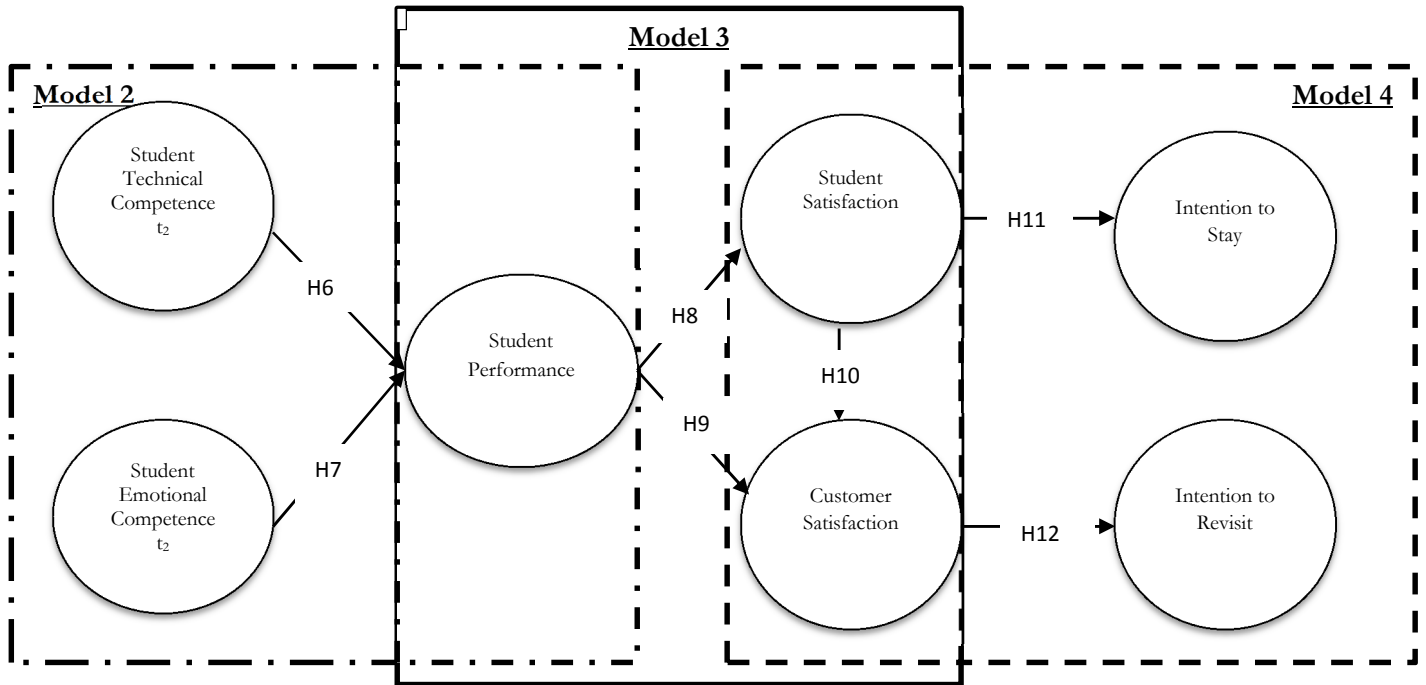 Model 3
Model 2
Model 4
Student
Technical
Competence
t₂
Student
Satisfaction
Intention to
Stay
H11
H6
H8
Student
Performance
H10
H9
H7
Student
Emotional
Competence
t₂
Customer
Satisfaction
H12
Intention to
Revisit